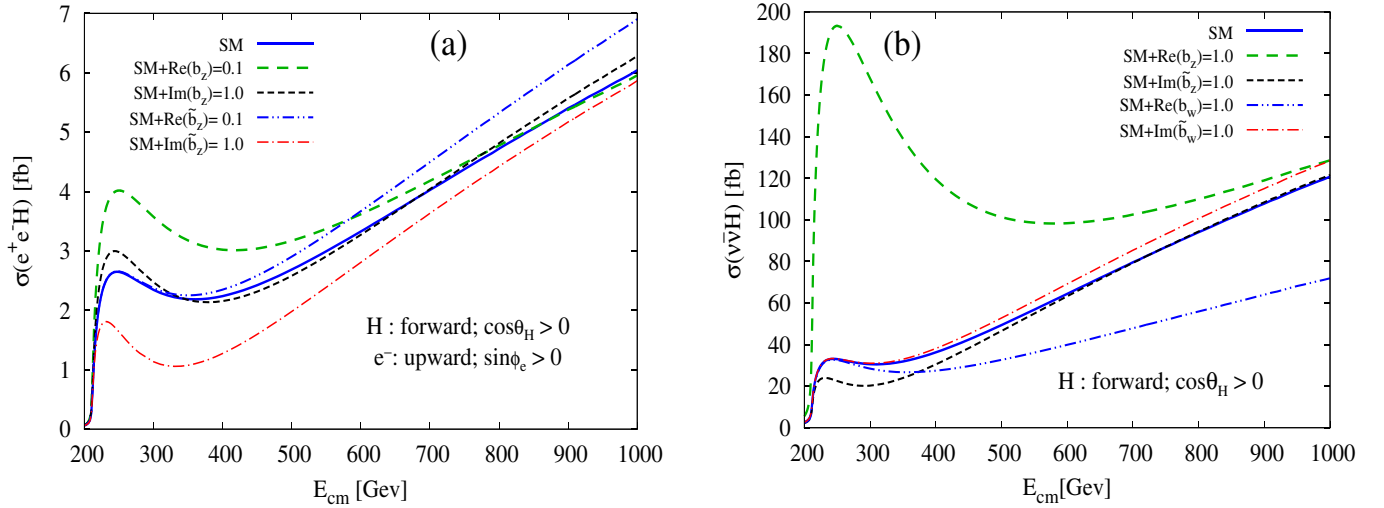 (a)
SM
SM+Re(b_z)=0.1
SM+Im(b_z)=1.0
SM+Re(b̃_z)= 0.1
SM+Im(b̃_z)= 1.0
7
6
5
4
3
2
1
0
σ(e⁺e⁻H) [fb]
H : forward; cosθ_H > 0
e⁻: upward; sinϕ_e > 0
200 300 400 500 600 700 800 900 1000
E_cm [Gev]
(b)
SM
SM+Re(b_z)=1.0
SM+Im(b̃_z)=1.0
SM+Re(b_w)=1.0
SM+Im(b̃_w)=1.0
200
180
160
140
120
100
80
60
40
20
0
σ(νν̄H) [fb]
H : forward; cosθ_H > 0
200 300 400 500 600 700 800 900 1000
E_cm[Gev]